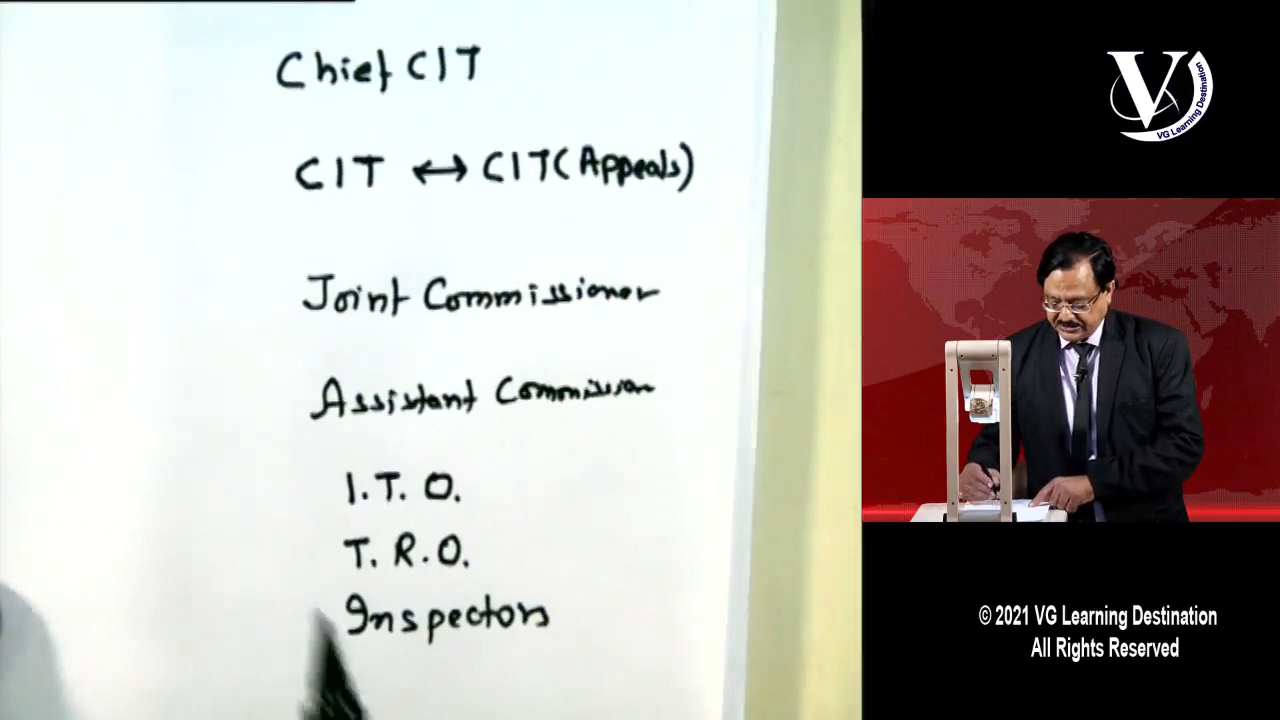 Chief CIT
CIT ↔ CIT (Appeals)
Joint Commissioner
Assistant Commission
I.T.O.
T.R.O.
Inspectors
V
VG Learning Destination
© 2021 VG Learning Destination
All Rights Reserved